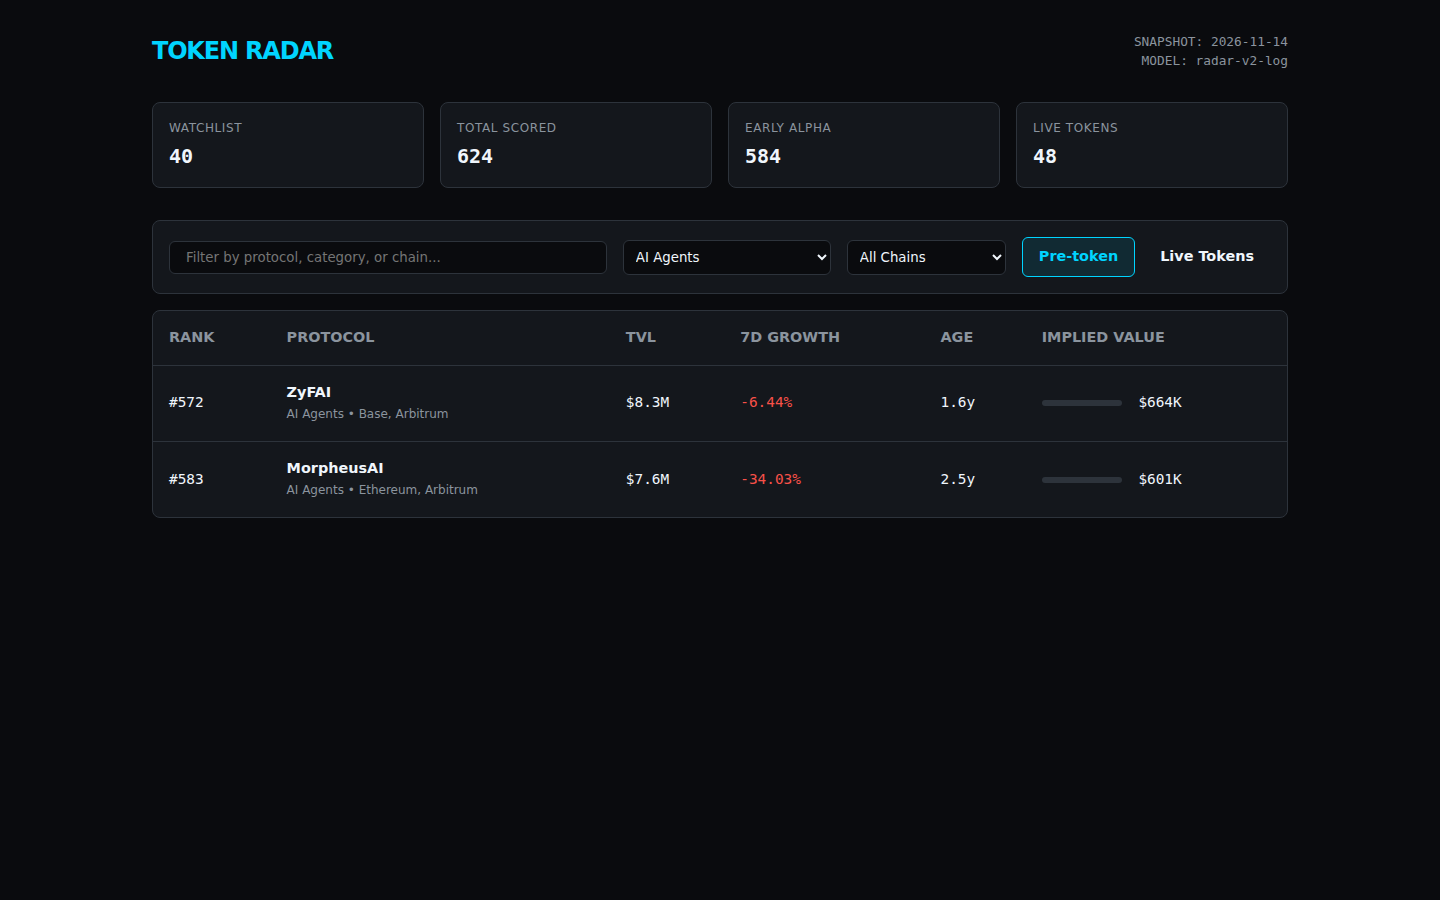 TOKEN RADAR
SNAPSHOT: 2026-11-14
MODEL: radar-v2-log
WATCHLIST
40
TOTAL SCORED
624
EARLY ALPHA
584
LIVE TOKENS
48
Filter by protocol, category, or chain...
AI Agents
All Chains
Pre-token
Live Tokens
RANK PROTOCOL TVL 7D GROWTH AGE IMPLIED VALUE
#572 ZyFAI $8.3M -6.44% 1.6y $664K
AI Agents • Base, Arbitrum
#583 MorpheusAI $7.6M -34.03% 2.5y $601K
AI Agents • Ethereum, Arbitrum